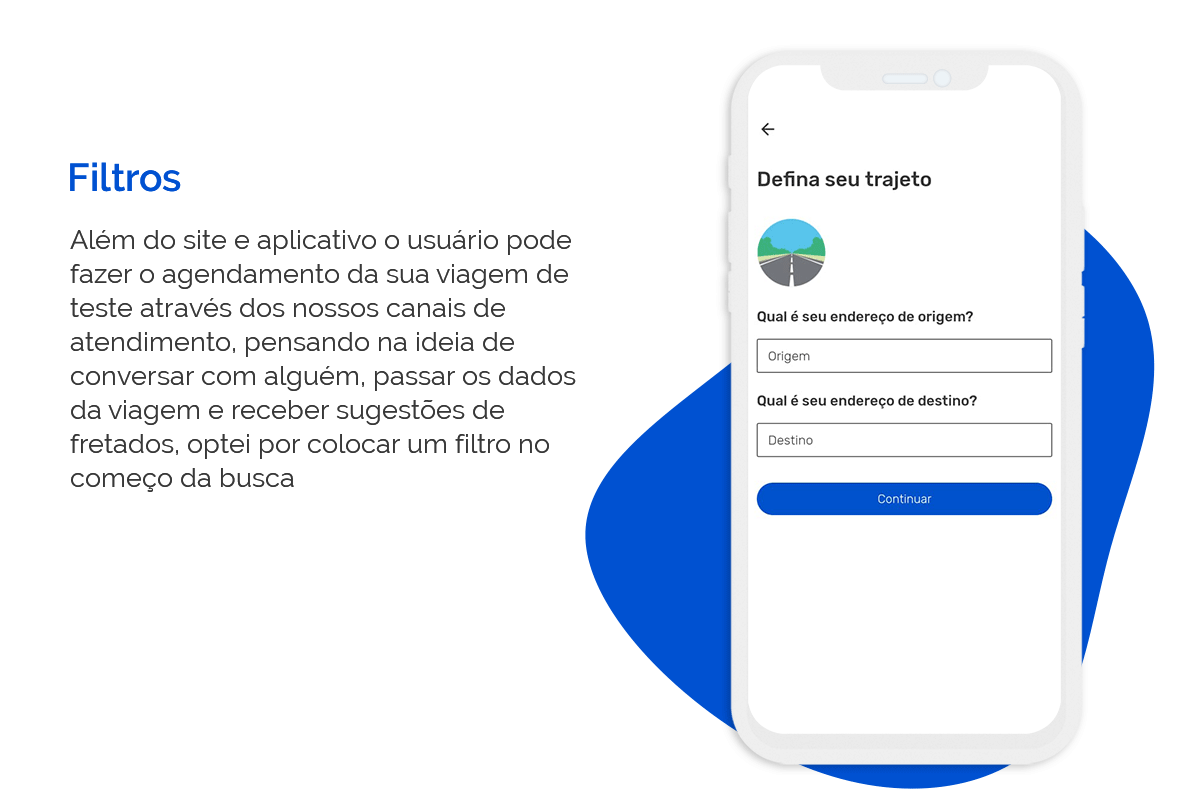 Filtros
Além do site e aplicativo o usuário pode
fazer o agendamento da sua viagem de
teste através dos nossos canais de
atendimento, pensando na ideia de
conversar com alguém, passar os dados
da viagem e receber sugestões de
fretados, optei por colocar um filtro no
começo da busca
Defina seu trajeto
Qual é seu endereço de origem?
Origem
Qual é seu endereço de destino?
Destino
Continuar